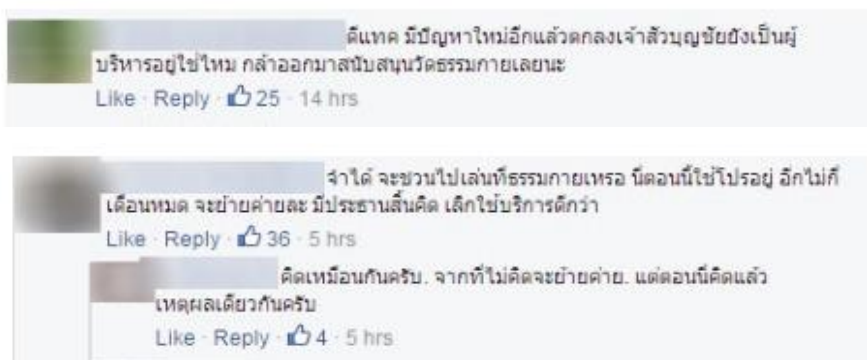 ดีแทค มีปัญหาใหม่อีกแล้วตกลงเจ้าสัวบุญชัยยังเป็นผู้
บริหารอยู่ใช่ไหม กล้าออกมาสนับสนุนวัดธรรมกายเลยนะ
Like · Reply · 25 · 14 hrs
จำได้ จะชวนไปเล่นที่ธรรมกายเหรอ นี่ตอนนี้ใช้โปรอยู่ อีกไม่กี่
เดือนหมด จะย้ายค่ายละ มีประธานสิ้นคิด เลิกใช้บริการดีกว่า
Like · Reply · 36 · 5 hrs
คิดเหมือนกันครับ. จากที่ไม่คิดจะย้ายค่าย. แต่ตอนนี้คิดแล้ว
เหตุผลเดียวกันครับ
Like · Reply · 4 · 5 hrs